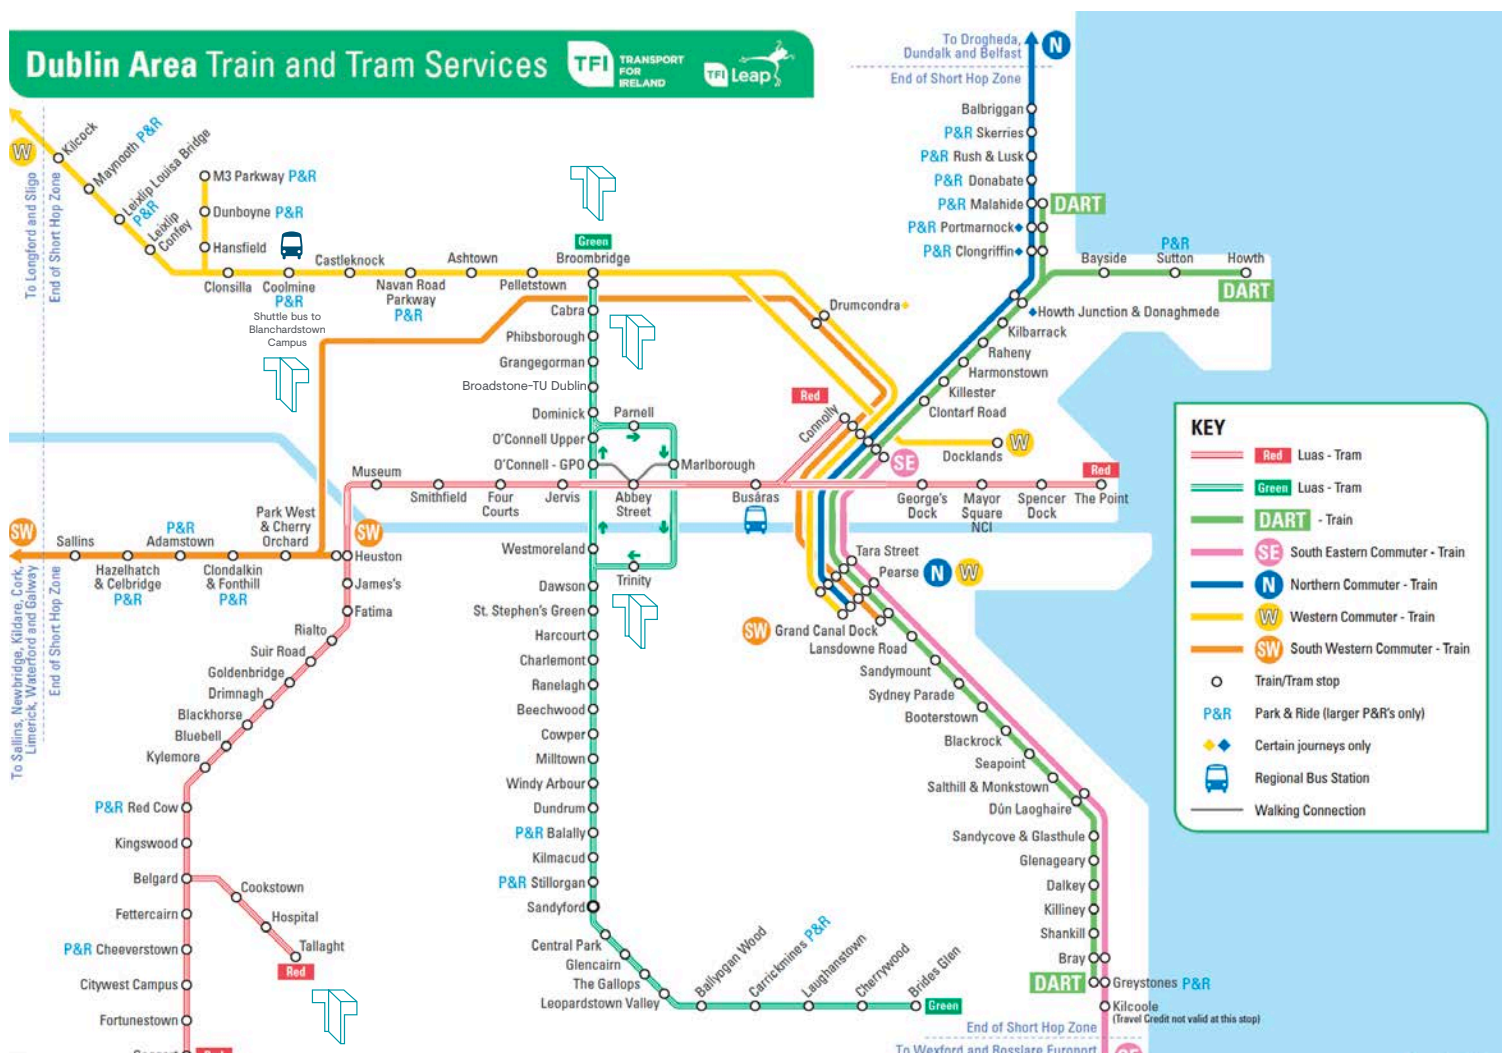 Dublin Area Train and Tram Services
TFI
TRANSPORT
FOR
IRELAND
TFI Leap
To Drogheda,
Dundalk and Belfast
N
End of Short Hop Zone
Balbriggan
P&R Skerries
P&R Rush & Lusk
P&R Donabate
P&R Malahide
DART
P&R Portmarnock
P&R Clongriffin
Bayside
P&R
Sutton
Howth
DART
Howth Junction & Donaghmede
Kilbarrack
Raheny
Harmonstown
Killester
Clontarf Road
W
To Longford and Sligo
End of Short Hop Zone
Kilcock
Maynooth P&R
Leixlip Louisa Bridge
P&R
Leixlip
Confey
M3 Parkway P&R
Dunboyne P&R
Hansfield
Clonsilla
Coolmine
P&R
Shuttle bus to
Blanchardstown
Campus
Castleknock
Navan Road
Parkway
P&R
Ashtown
Pelletstown
Green
Broombridge
Drumcondra
Cabra
Phibsborough
Grangegorman
Broadstone-TU Dublin
Dominick
Parnell
O'Connell Upper
O'Connell - GPO
Marlborough
Red
Connolly
SE
Docklands
W
Museum
Smithfield
Four
Courts
Jervis
Abbey
Street
Busáras
George's
Dock
Mayor
Square
NCI
Spencer
Dock
Red
The Point
SW
Sallins
Hazelhatch
& Celbridge
P&R
P&R
Adamstown
Clondalkin
& Fonthill
P&R
Park West
& Cherry
Orchard
SW
Heuston
To Sallins, Newbridge, Kildare, Cork,
Limerick, Waterford and Galway
End of Short Hop Zone
James's
Fatima
Rialto
Suir Road
Goldenbridge
Drimnagh
Blackhorse
Bluebell
Kylemore
P&R Red Cow
Kingswood
Belgard
Cookstown
Hospital
Tallaght
Red
Fettercairn
P&R Cheeverstown
Citywest Campus
Fortunestown
Westmoreland
Trinity
Dawson
St. Stephen's Green
Harcourt
Charlemont
Ranelagh
Beechwood
Cowper
Milltown
Windy Arbour
Dundrum
P&R Balally
Kilmacud
P&R Stillorgan
Sandyford
Central Park
Glencairn
The Gallops
Leopardstown Valley
Ballyogan Wood
Carrickmines P&R
Laughanstown
Cherrywood
Brides Glen
Green
Tara Street
Pearse
N
W
SW
Grand Canal Dock
Lansdowne Road
Sandymount
Sydney Parade
Booterstown
Blackrock
Seapoint
Salthill & Monkstown
Dún Laoghaire
Sandycove & Glasthule
Glenageary
Dalkey
Killiney
Shankill
Bray
DART
Greystones P&R
Kilcoole
(Travel Credit not valid at this stop)
End of Short Hop Zone
To Wexford and Rosslare Europort
SE
KEY
Red Luas - Tram
Green Luas - Tram
DART - Train
SE South Eastern Commuter - Train
N Northern Commuter - Train
W Western Commuter - Train
SW South Western Commuter - Train
Train/Tram stop
P&R Park & Ride (larger P&R's only)
Certain journeys only
Regional Bus Station
Walking Connection